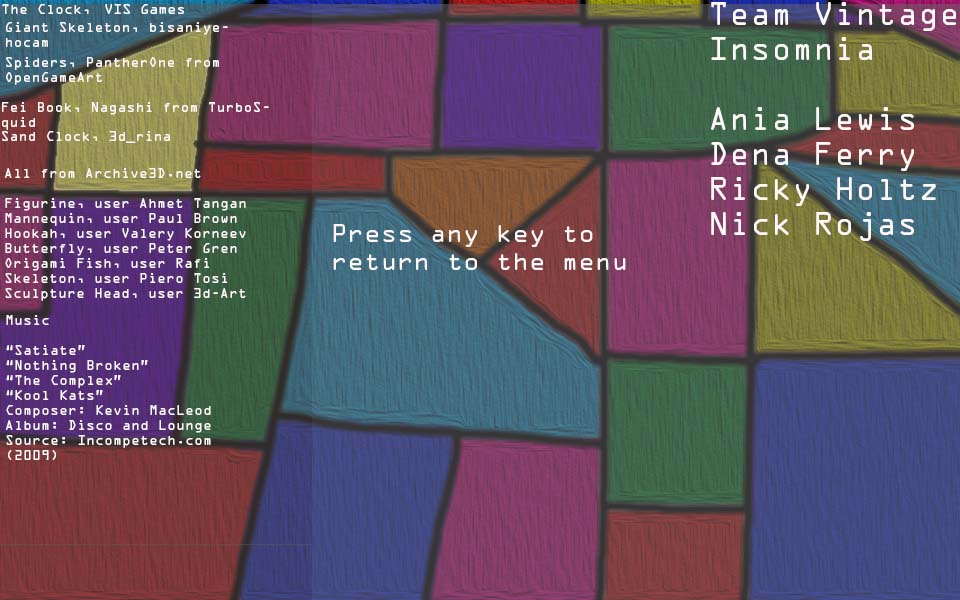 The Clock, VIS Games
Giant Skeleton, bisaniye-
hocam
Spiders, PantherOne from
OpenGameArt
Fei Book, Nagashi from TurboS-
quid
Sand Clock, 3d_rina
All from Archive3D.net
Figurine, user Ahmet Tangan
Mannequin, user Paul Brown
Hookah, user Valery Korneev
Butterfly, user Peter Gren
Origami Fish, user Rafi
Skeleton, user Piero Tosi
Sculpture Head, user 3d-Art
Music
“Satiate”
“Nothing Broken”
“The Complex”
“Kool Kats”
Composer: Kevin MacLeod
Album: Disco and Lounge
Source: Incompetech.com
(2009)
Press any key to
return to the menu
Team Vintage
Insomnia
Ania Lewis
Dena Ferry
Ricky Holtz
Nick Rojas